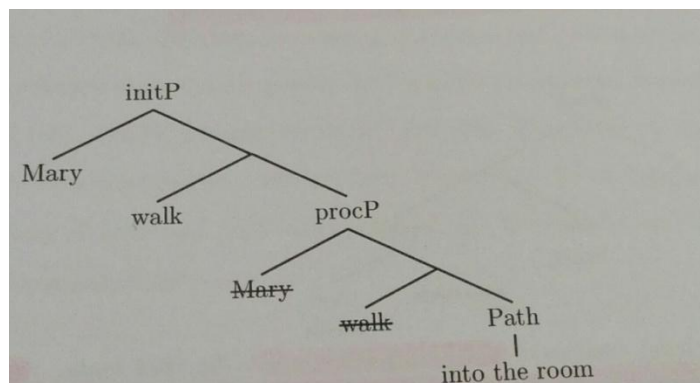 initP
Mary
walk
procP
Mary
walk
Path
into the room